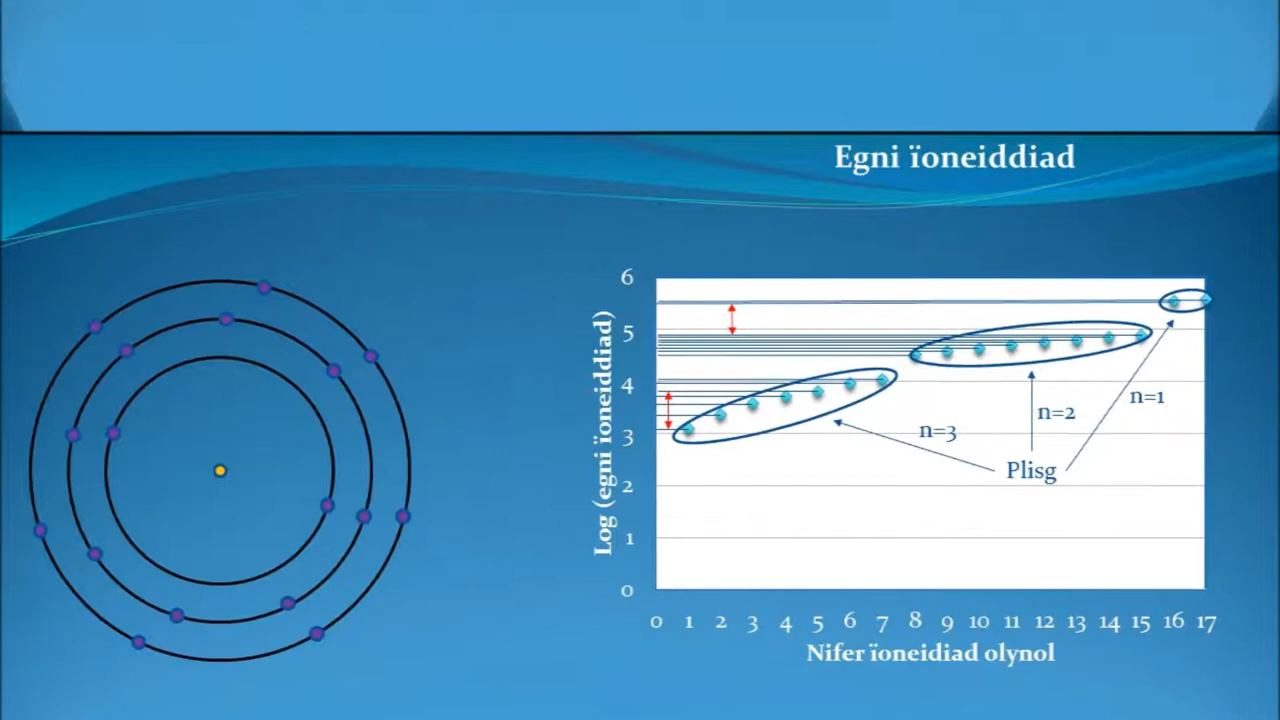 Egni ïoneiddiad
Log (egni ïoneiddiad)
6
5
4
3
2
1
0
n=3
n=2
n=1
Plisg
0 1 2 3 4 5 6 7 8 9 10 11 12 13 14 15 16 17
Nifer ïoneidiad olynol